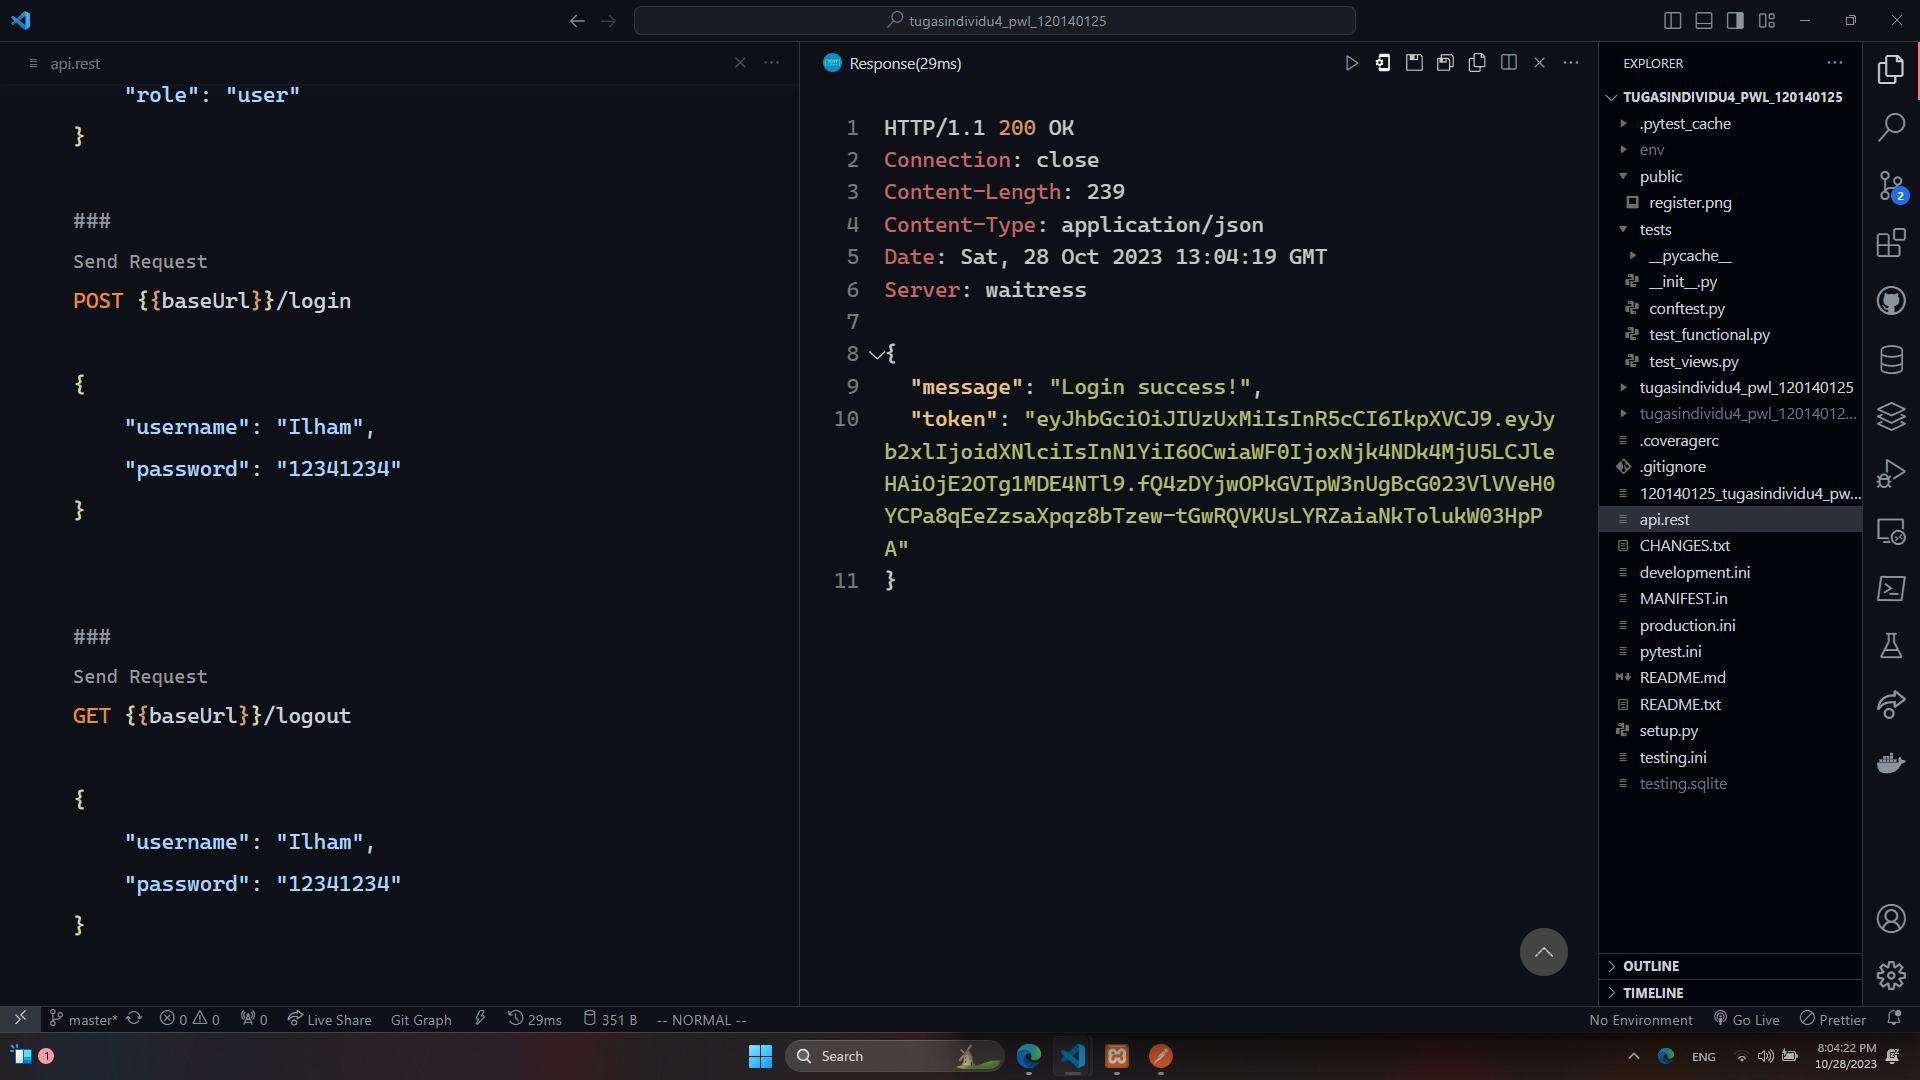 tugasindividu4_pwl_120140125
api.rest
"role": "user"
}
###
Send Request
POST {{baseUrl}}/login
{
"username": "Ilham",
"password": "12341234"
}
###
Send Request
GET {{baseUrl}}/logout
{
"username": "Ilham",
"password": "12341234"
}
Response(29ms)
1 HTTP/1.1 200 OK
2 Connection: close
3 Content-Length: 239
4 Content-Type: application/json
5 Date: Sat, 28 Oct 2023 13:04:19 GMT
6 Server: waitress
7
8 {
9 "message": "Login success!",
10 "token": "eyJhbGciOiJIUzUxMiIsInR5cCI6IkpXVCJ9.eyJy
b2xlIjoidXNlciIsInN1YiI6OCwiaWF0IjoxNjk4NDk4MjU5LCJle
HAiOjE2OTg1MDE4NTl9.fQ4zDYjwOPkGVIpW3nUgBcG023VlVVeH0
YCPa8qEeZzsaXpqz8bTzew-tGwRQVKUsLYRZaiaNkTolukW03HpP
A"
11 }
EXPLORER
TUGASINDIVIDU4_PWL_120140125
.pytest_cache
env
public
register.png
tests
__pycache__
__init__.py
conftest.py
test_functional.py
test_views.py
tugasindividu4_pwl_120140125
tugasindividu4_pwl_12014012...
.coveragerc
.gitignore
120140125_tugasindividu4_pw...
api.rest
CHANGES.txt
development.ini
MANIFEST.in
production.ini
pytest.ini
README.md
README.txt
setup.py
testing.ini
testing.sqlite
OUTLINE
TIMELINE
2
master* 0 0 0 Live Share Git Graph 29ms 351 B -- NORMAL --
No Environment Go Live Prettier
1
Search
ENG
8:04:22 PM
10/28/2023